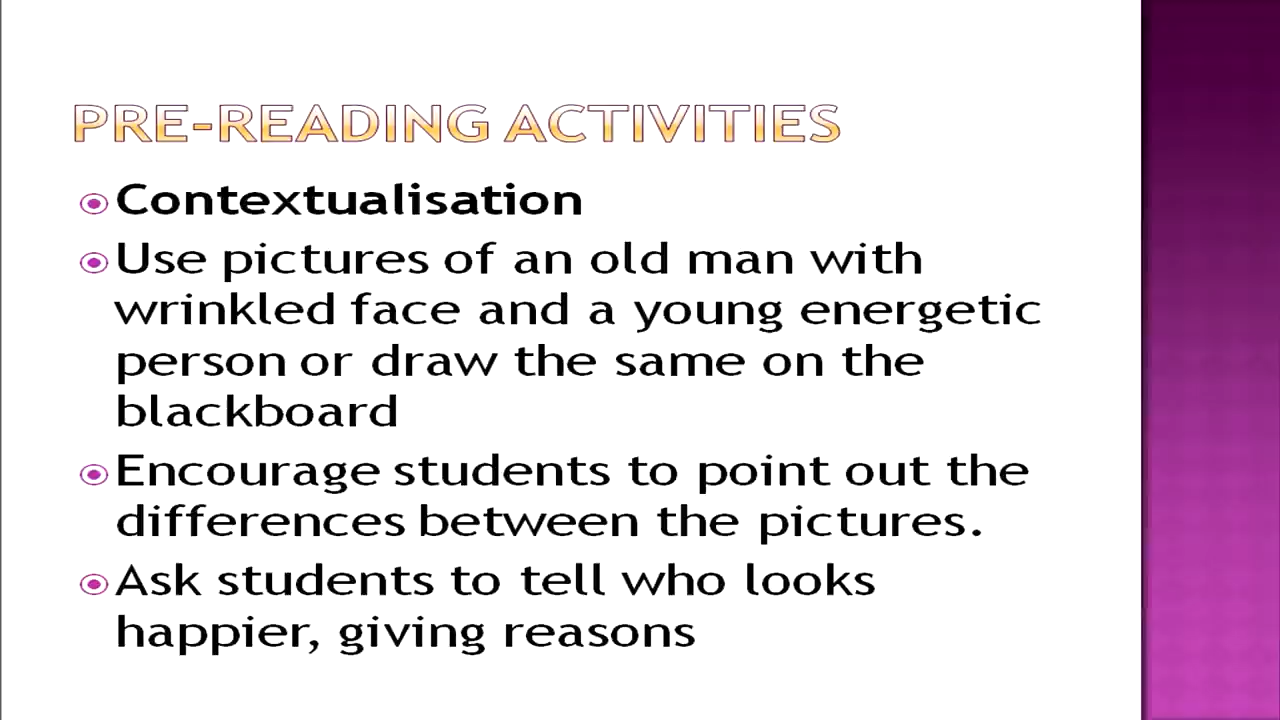 PRE-READING ACTIVITIES
Contextualisation
Use pictures of an old man with
wrinkled face and a young energetic
person or draw the same on the
blackboard
Encourage students to point out the
differences between the pictures.
Ask students to tell who looks
happier, giving reasons